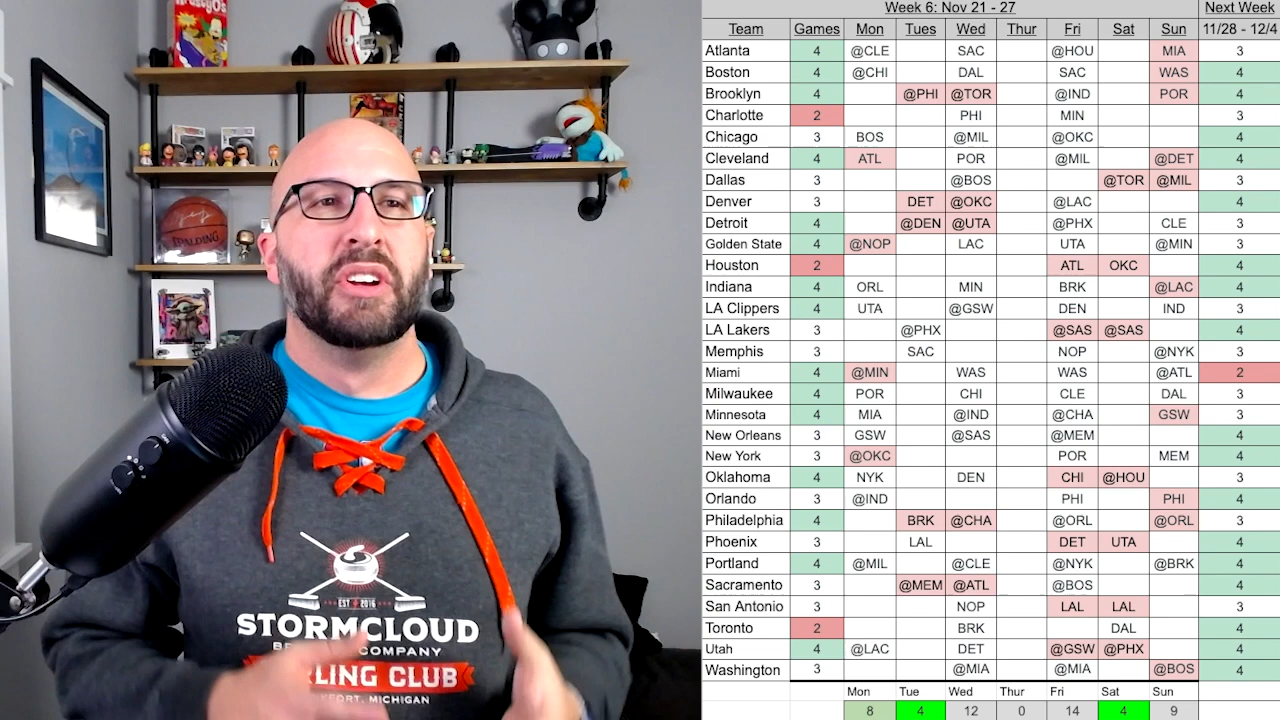 Krusty O's
SPALDING
EST 2016
STORMCLOUD
COMPANY
LING CLUB
FORT, MICHIGAN
Week 6: Nov 21 - 27 Next Week
Team Games Mon Tues Wed Thur Fri Sat Sun 11/28 - 12/4
Atlanta 4 @CLE SAC @HOU MIA 3
Boston 4 @CHI DAL SAC WAS 4
Brooklyn 4 @PHI @TOR @IND POR 4
Charlotte 2 PHI MIN 3
Chicago 3 BOS @MIL @OKC 4
Cleveland 4 ATL POR @MIL @DET 4
Dallas 3 @BOS @TOR @MIL 3
Denver 3 DET @OKC @LAC 4
Detroit 4 @DEN @UTA @PHX CLE 3
Golden State 4 @NOP LAC UTA @MIN 3
Houston 2 ATL OKC 4
Indiana 4 ORL MIN BRK @LAC 4
LA Clippers 4 UTA @GSW DEN IND 3
LA Lakers 3 @PHX @SAS @SAS 4
Memphis 3 SAC NOP @NYK 3
Miami 4 @MIN WAS WAS @ATL 2
Milwaukee 4 POR CHI CLE DAL 3
Minnesota 4 MIA @IND @CHA GSW 3
New Orleans 3 GSW @SAS @MEM 4
New York 3 @OKC POR MEM 4
Oklahoma 4 NYK DEN CHI @HOU 3
Orlando 3 @IND PHI PHI 4
Philadelphia 4 BRK @CHA @ORL @ORL 3
Phoenix 3 LAL DET UTA 4
Portland 4 @MIL @CLE @NYK @BRK 4
Sacramento 3 @MEM @ATL @BOS 4
San Antonio 3 NOP LAL LAL 3
Toronto 2 BRK DAL 4
Utah 4 @LAC DET @GSW @PHX 4
Washington 3 @MIA @MIA @BOS 4
Mon Tue Wed Thur Fri Sat Sun
8 4 12 0 14 4 9